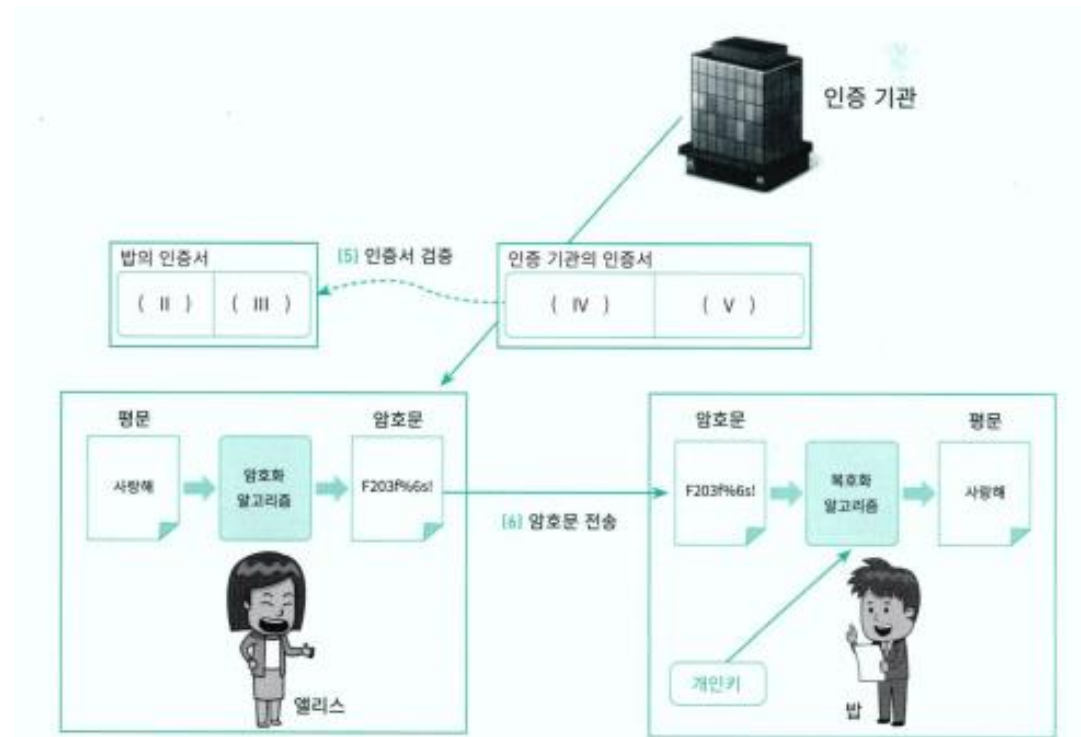 인증 기관
밥의 인증서
( II ) ( III )
(5) 인증서 검증
인증 기관의 인증서
( IV ) ( V )
평문
암호문
사랑해
암호화
알고리즘
F203f%6s!
앨리스
(6) 암호문 전송
암호문
평문
F203f%6s!
복호화
알고리즘
사랑해
개인키
밥